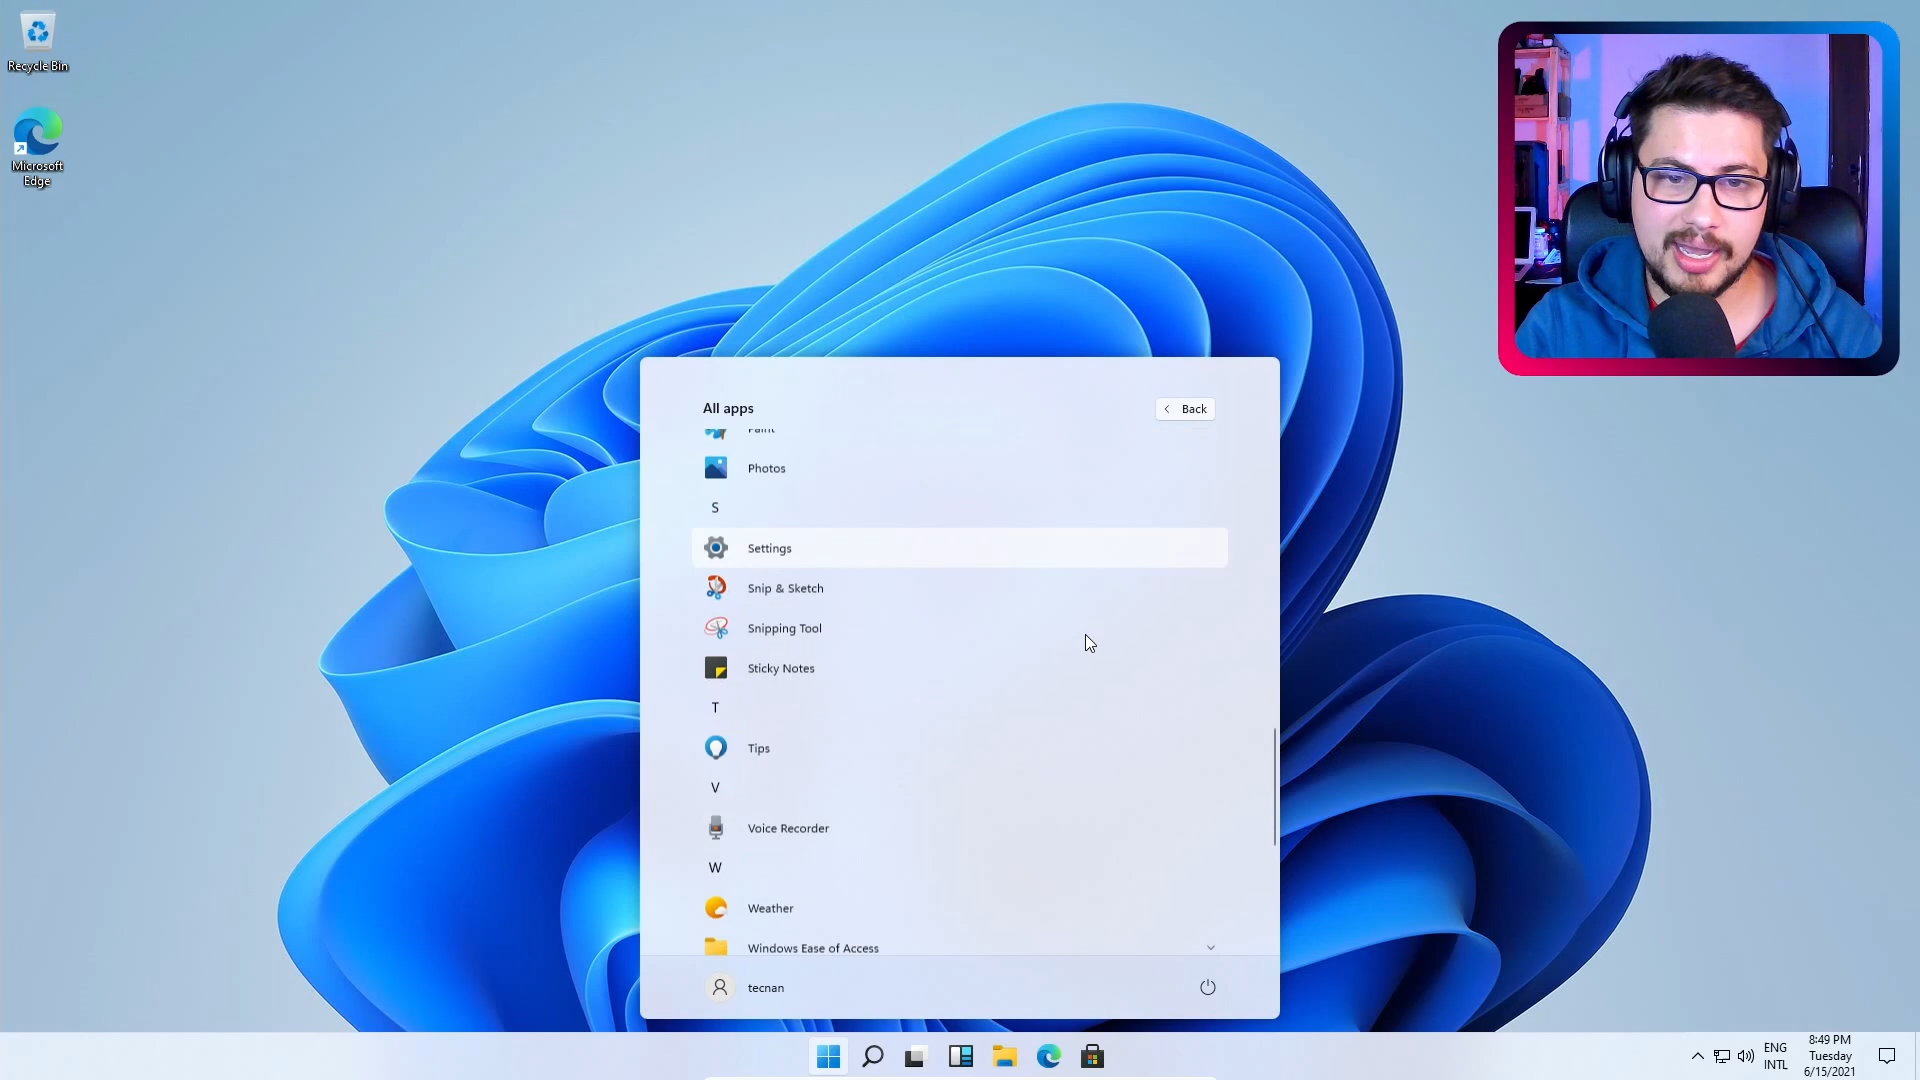 Recycle Bin
Microsoft
Edge
All apps
Back
Paint
Photos
S
Settings
Snip & Sketch
Snipping Tool
Sticky Notes
T
Tips
V
Voice Recorder
W
Weather
Windows Ease of Access
tecnan
ENG
INTL
8:49 PM
Tuesday
6/15/2021